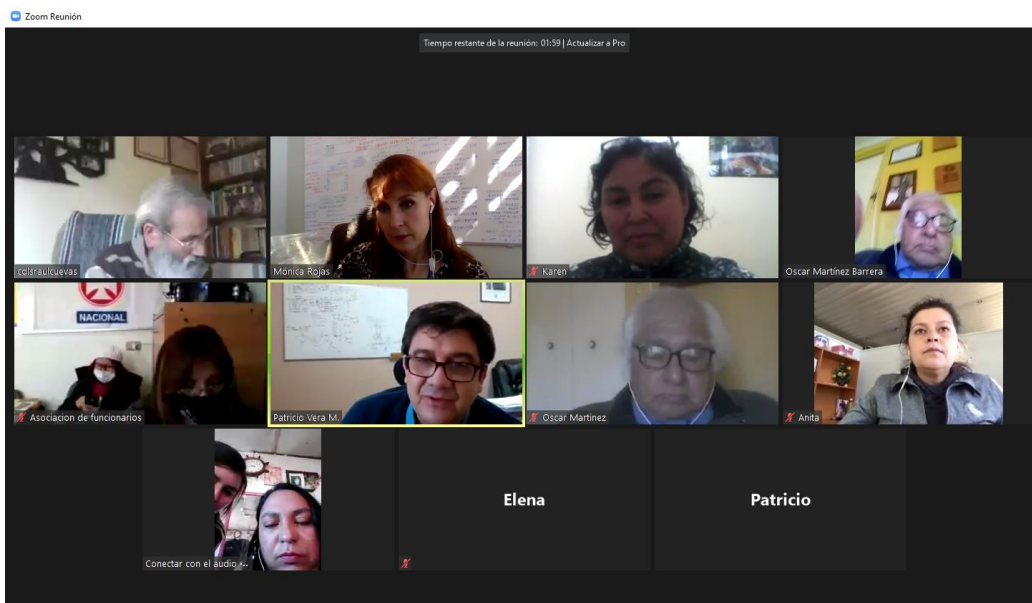 Zoom Reunión
Tiempo restante de la reunión: 01:59 | Actualizar a Pro
cdlsraulcuevas
Mónica Rojas
Karen
Oscar Martínez Barrera
NACIONAL
Asociacion de funcionarios
Patricio Vera M.
Oscar Martinez
Anita
Conectar con el audio •..
Elena
Patricio